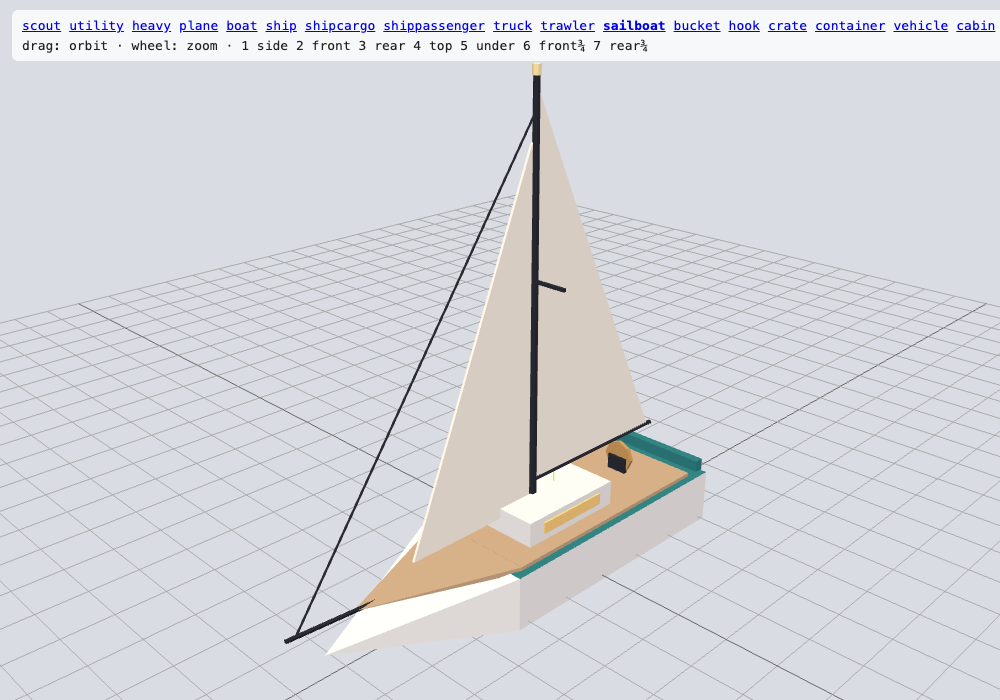 scout utility heavy plane boat ship shipcargo shippassenger truck trawler sailboat bucket hook crate container vehicle cabin
drag: orbit · wheel: zoom · 1 side 2 front 3 rear 4 top 5 under 6 front¾ 7 rear¾